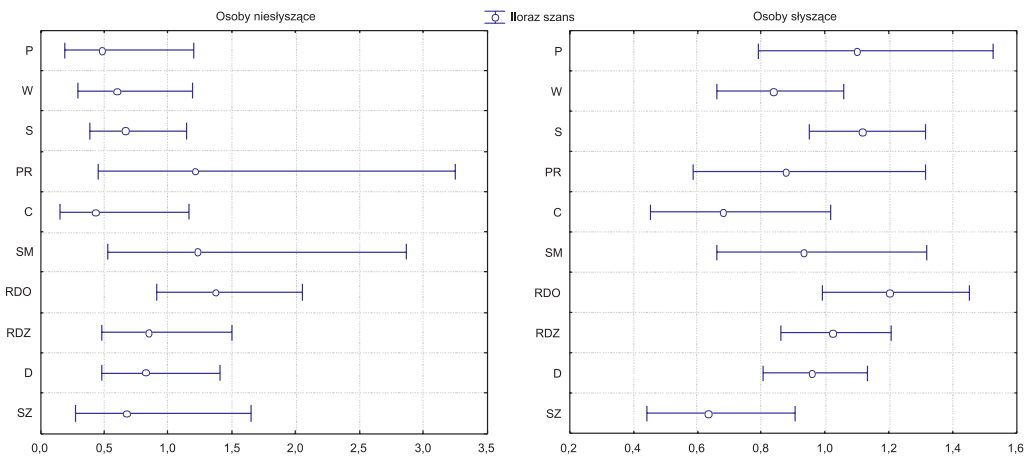 Osoby niesłyszące
Iloraz szans
Osoby słyszące
P
W
S
PR
C
SM
RDO
RDZ
D
SZ
0,0 0,5 1,0 1,5 2,0 2,5 3,0 3,5
P
W
S
PR
C
SM
RDO
RDZ
D
SZ
0,2 0,4 0,6 0,8 1,0 1,2 1,4 1,6